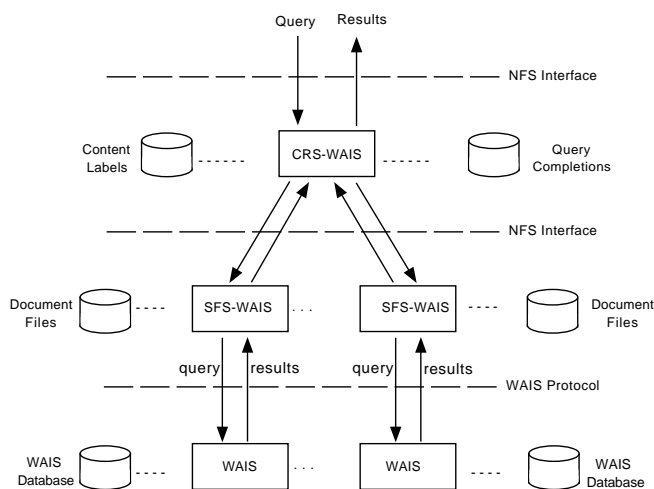 Query
Results
NFS Interface
Content
Labels
CRS-WAIS
Query
Completions
NFS Interface
Document
Files
SFS-WAIS
. . .
SFS-WAIS
Document
Files
query
results
query
results
WAIS Protocol
WAIS
Database
WAIS
. . .
WAIS
WAIS
Database